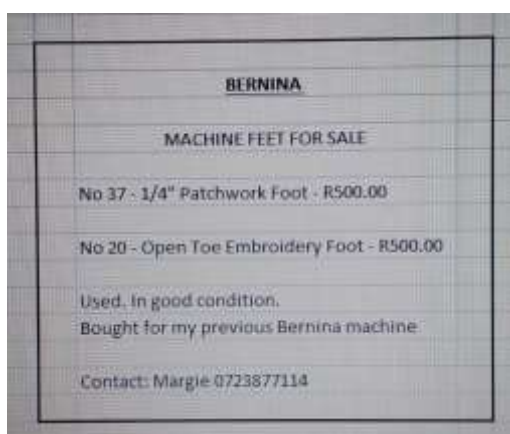 BERNINA
MACHINE FEET FOR SALE
No 37 - 1/4" Patchwork Foot - R500.00
No 20 - Open Toe Embroidery Foot - R500.00
Used. In good condition.
Bought for my previous Bernina machine
Contact: Margie 0723877114